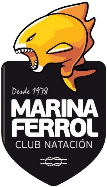 Desde 1978
MARINA
FERROL
CLUB NATACIÓN